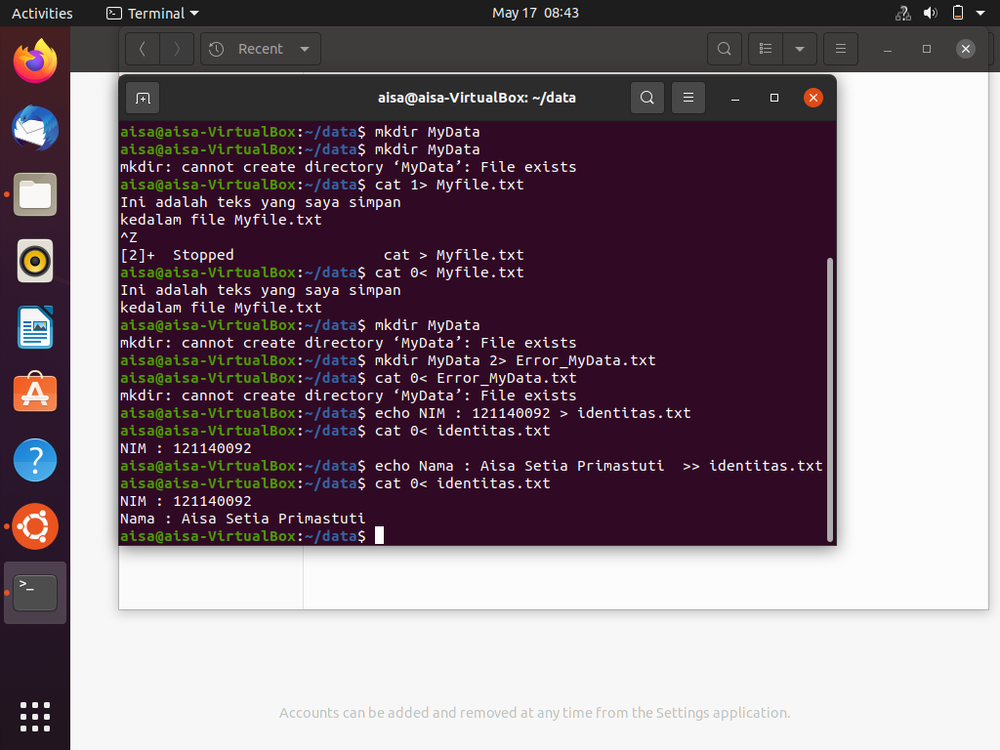 Activities
Terminal
May 17 08:43
Recent
aisa@aisa-VirtualBox: ~/data
aisa@aisa-VirtualBox:~/data$ mkdir MyData
aisa@aisa-VirtualBox:~/data$ mkdir MyData
mkdir: cannot create directory ‘MyData’: File exists
aisa@aisa-VirtualBox:~/data$ cat 1> Myfile.txt
Ini adalah teks yang saya simpan
kedalam file Myfile.txt
^Z
[2]+  Stopped                 cat > Myfile.txt
aisa@aisa-VirtualBox:~/data$ cat 0< Myfile.txt
Ini adalah teks yang saya simpan
kedalam file Myfile.txt
aisa@aisa-VirtualBox:~/data$ mkdir MyData
mkdir: cannot create directory ‘MyData’: File exists
aisa@aisa-VirtualBox:~/data$ mkdir MyData 2> Error_MyData.txt
aisa@aisa-VirtualBox:~/data$ cat 0< Error_MyData.txt
mkdir: cannot create directory ‘MyData’: File exists
aisa@aisa-VirtualBox:~/data$ echo NIM : 121140092 > identitas.txt
aisa@aisa-VirtualBox:~/data$ cat 0< identitas.txt
NIM : 121140092
aisa@aisa-VirtualBox:~/data$ echo Nama : Aisa Setia Primastuti  >> identitas.txt
aisa@aisa-VirtualBox:~/data$ cat 0< identitas.txt
NIM : 121140092
Nama : Aisa Setia Primastuti
aisa@aisa-VirtualBox:~/data$
Accounts can be added and removed at any time from the Settings application.